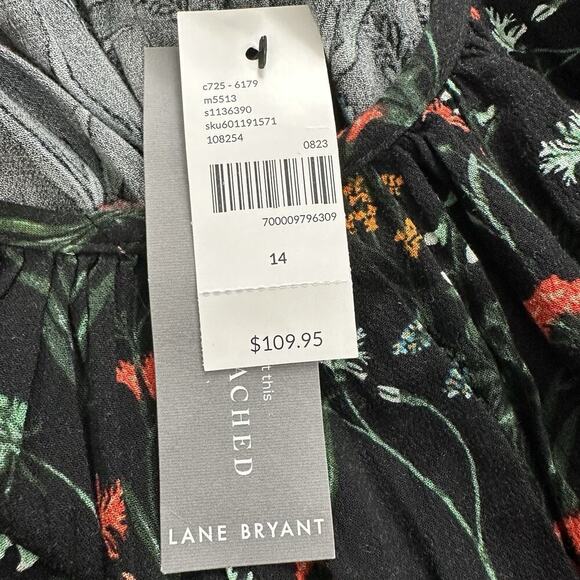 c725 - 6179
m5513
s1136390
sku601191571
108254
0823
700009796309
14
$109.95
this
ACHED
LANE BRYANT